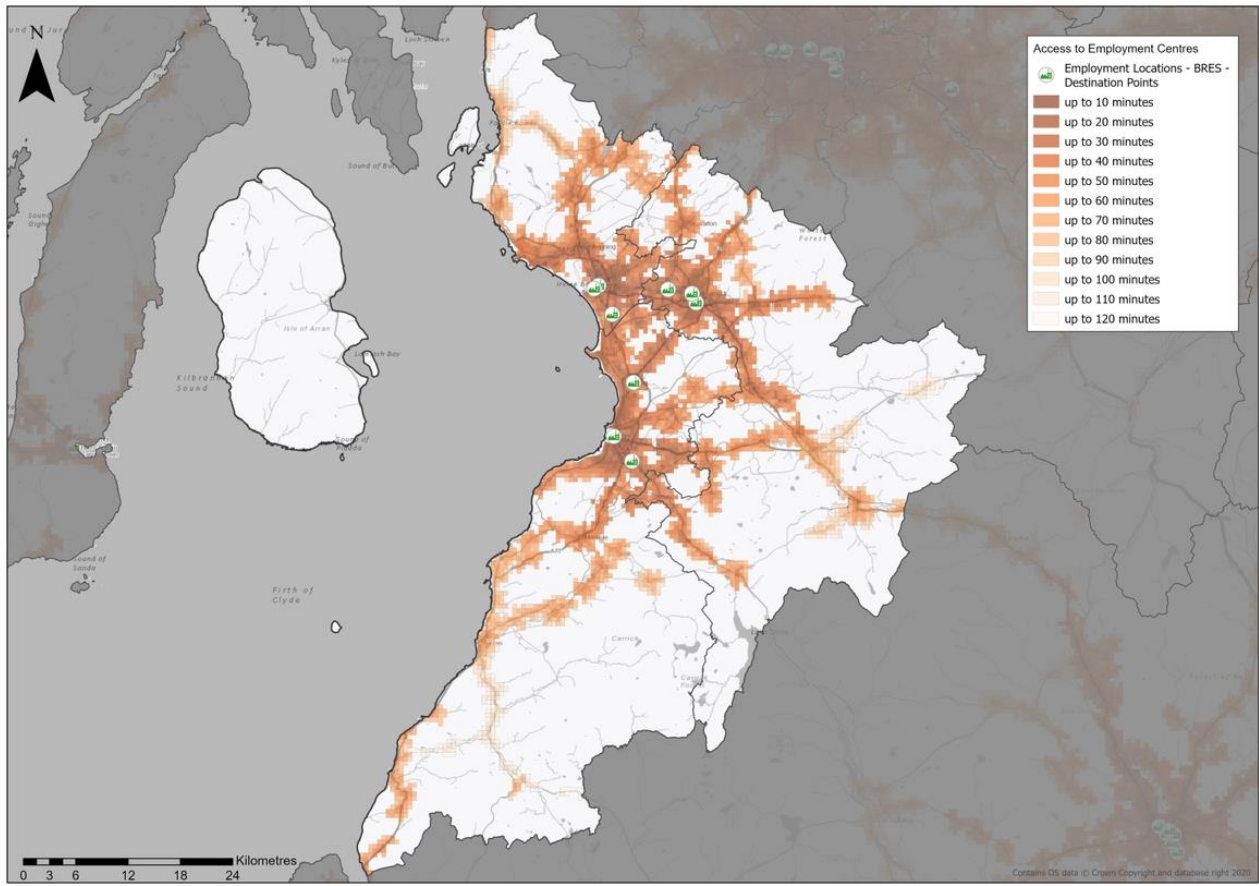 N
Loch Striven
Access to Employment Centres
Employment Locations - BRES -
Destination Points
up to 10 minutes
up to 20 minutes
up to 30 minutes
up to 40 minutes
up to 50 minutes
up to 60 minutes
up to 70 minutes
up to 80 minutes
up to 90 minutes
up to 100 minutes
up to 110 minutes
up to 120 minutes
Sound of Bu
Forest
Isle of Arran
Kilbrannan
Sound
Sound of
Pladda
Sound of
Sanda
Firth of
Clyde
Carrick
Kilometres
0 3 6 12 18 24
Contains OS data © Crown Copyright and database right 2020